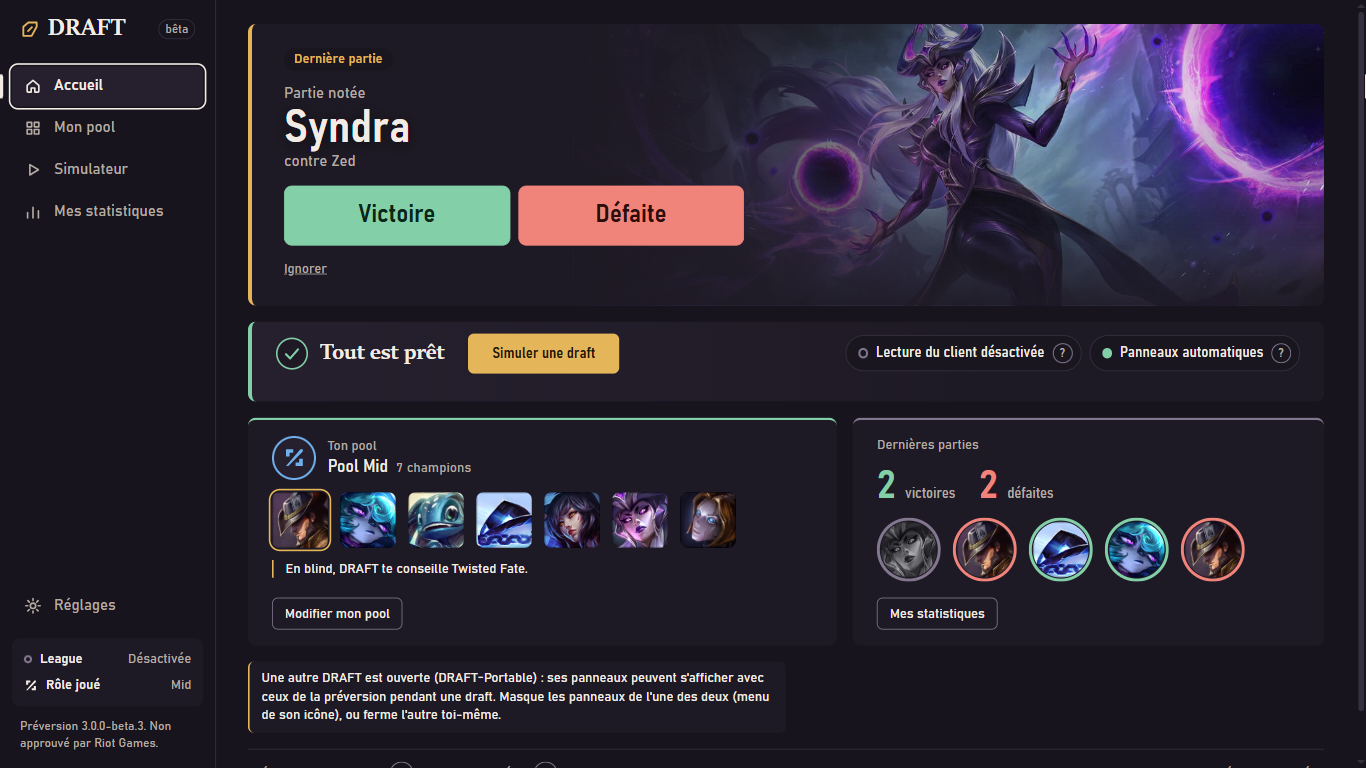 DRAFT
bêta
Accueil
Mon pool
Simulateur
Mes statistiques
Réglages
League Désactivée
Rôle joué Mid
Préversion 3.0.0-beta.3. Non
approuvé par Riot Games.
Dernière partie
Partie notée
Syndra
contre Zed
Victoire
Défaite
Ignorer
Tout est prêt
Simuler une draft
Lecture du client désactivée ?
Panneaux automatiques ?
Ton pool
Pool Mid 7 champions
En blind, DRAFT te conseille Twisted Fate.
Modifier mon pool
Dernières parties
2 victoires 2 défaites
Mes statistiques
Une autre DRAFT est ouverte (DRAFT-Portable) : ses panneaux peuvent s'afficher avec
ceux de la préversion pendant une draft. Masque les panneaux de l'une des deux (menu
de son icône), ou ferme l'autre toi-même.